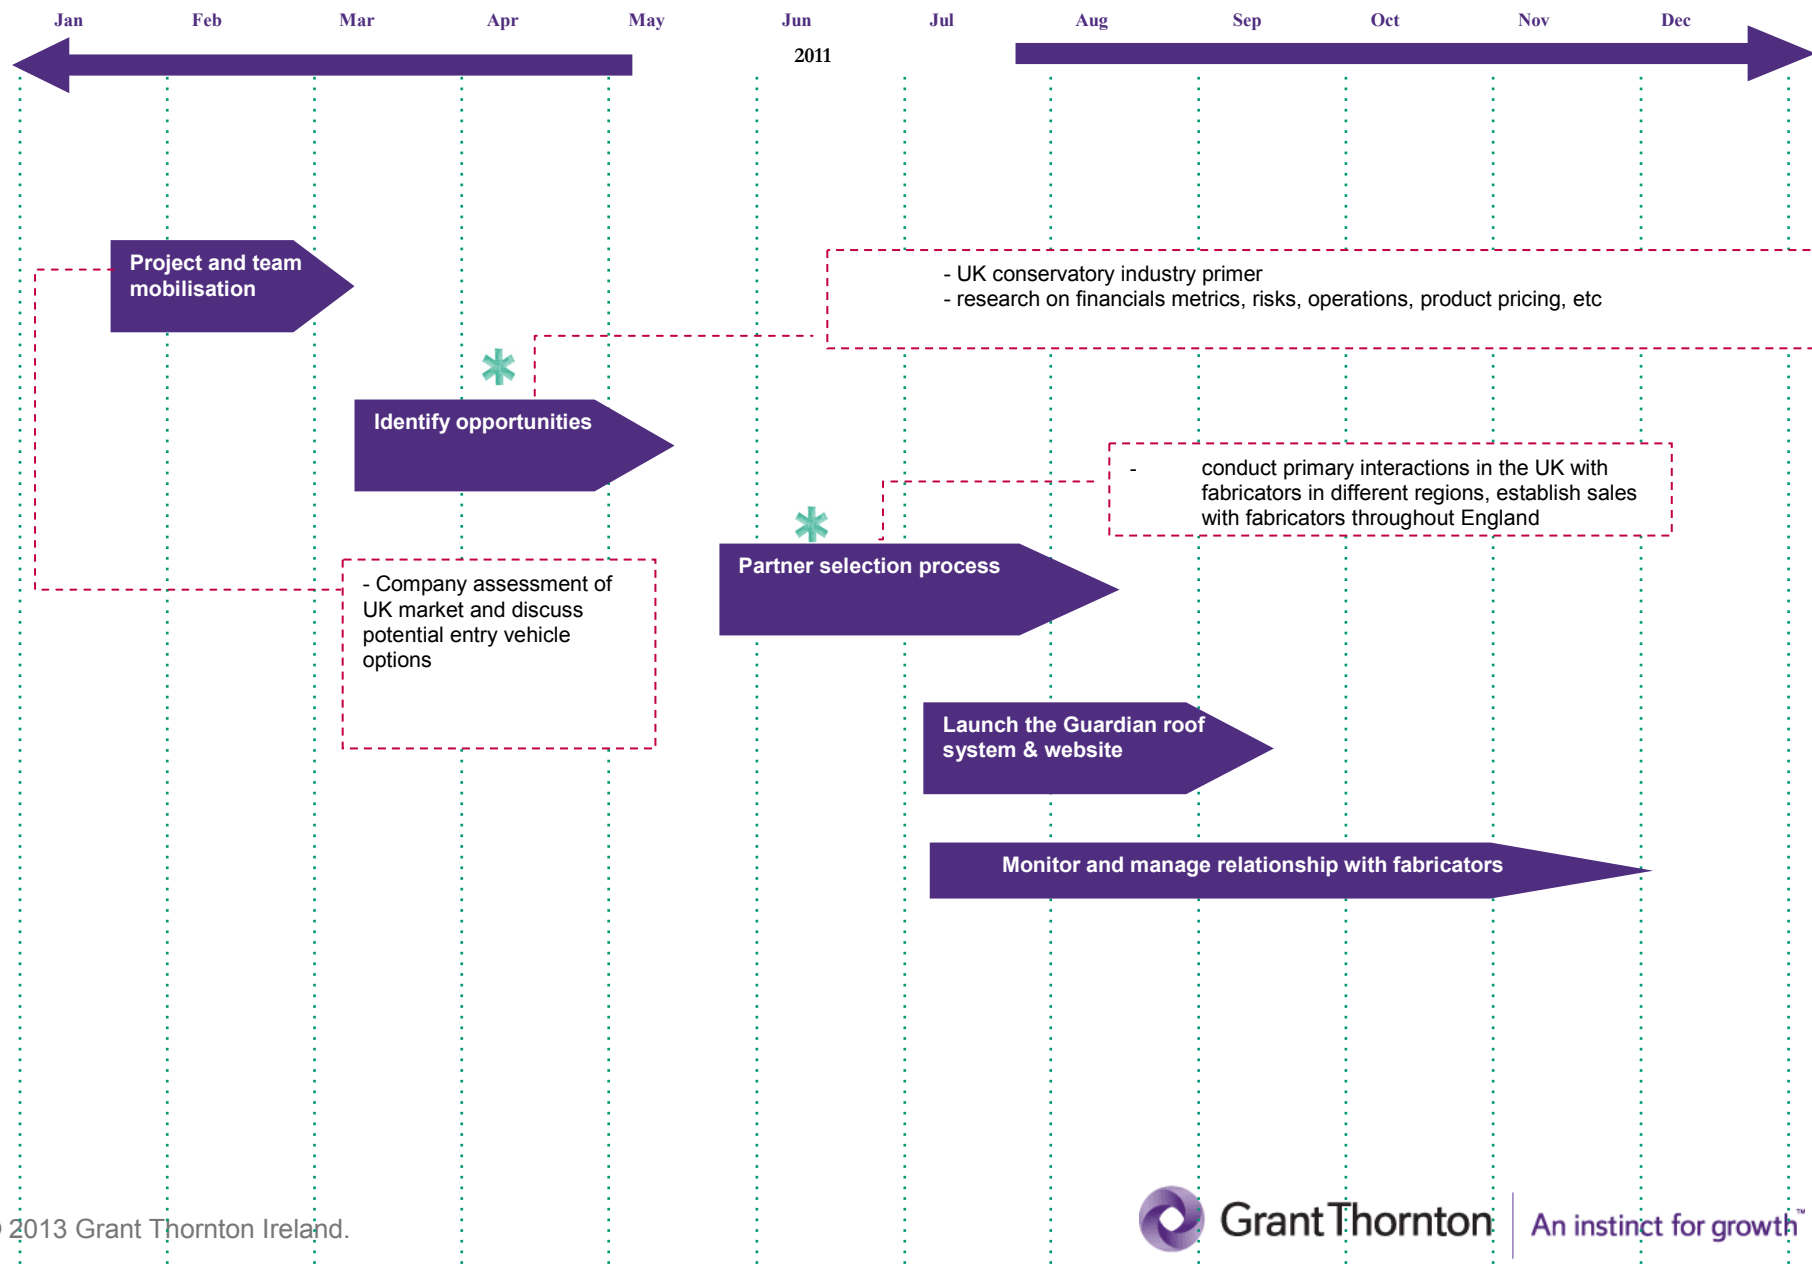 Jan Feb Mar Apr May Jun Jul Aug Sep Oct Nov Dec
2011
Project and team
mobilisation
- UK conservatory industry primer
- research on financials metrics, risks, operations, product pricing, etc
Identify opportunities
- conduct primary interactions in the UK with
fabricators in different regions, establish sales
with fabricators throughout England
Partner selection process
- Company assessment of
UK market and discuss
potential entry vehicle
options
Launch the Guardian roof
system & website
Monitor and manage relationship with fabricators
© 2013 Grant Thornton Ireland.
Grant Thornton
An instinct for growth™